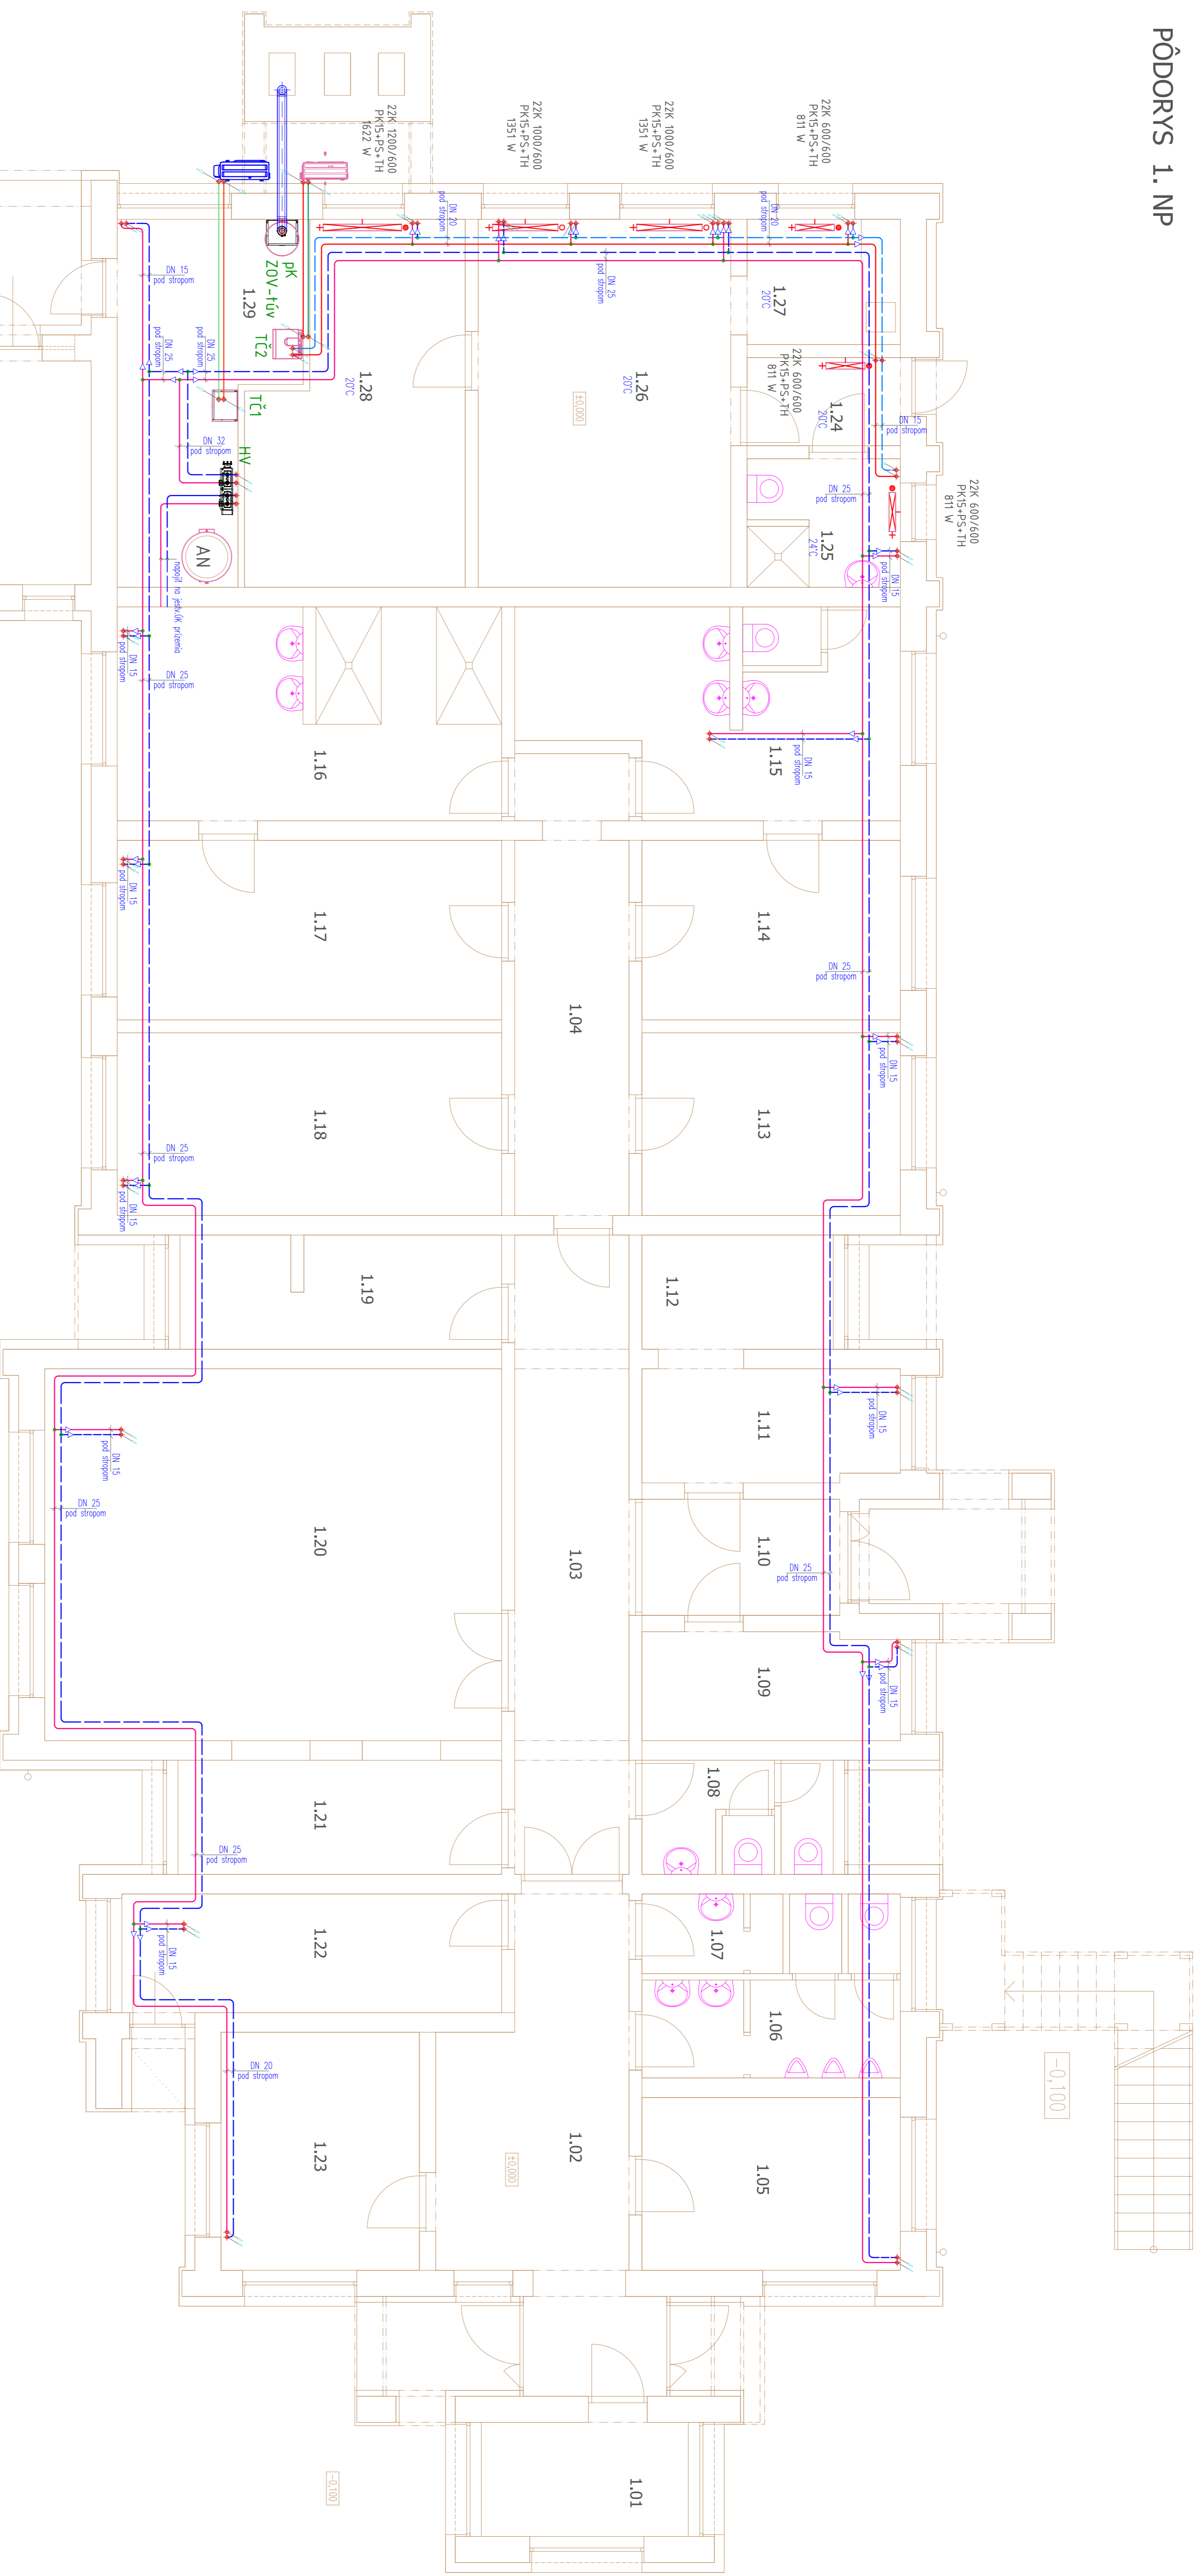 PÔDORYS 1. NP
22K 600/600
PK15+PS+TH
811 W
22K 600/600
PK15+PS+TH
811 W
22K 1000/600
PK15+PS+TH
1351 W
22K 1000/600
PK15+PS+TH
1351 W
22K 1200/600
PK15+PS+TH
1622 W
22K 600/600
PK15+PS+TH
811 W
1.27
20°C
1.24
20°C
1.25
24°C
1.26
20°C
±0,000
1.28
20°C
1.29
pK
ZOV-túv
TČ2
TČ1
HV
AN
napojiť na jestv.ÚK prízemia
DN 20
pod stropom
DN 20
pod stropom
DN 25
pod stropom
DN 15
pod stropom
DN 25
pod stropom
DN 15
pod stropom
DN 15
pod stropom
DN 25
pod stropom
DN 25
pod stropom
DN 32
pod stropom
1.15
DN 15
pod stropom
1.16
DN 15
pod stropom
DN 25
pod stropom
1.14
DN 25
pod stropom
1.04
1.17
DN 15
pod stropom
1.13
DN 15
pod stropom
1.18
DN 25
pod stropom
DN 15
pod stropom
1.12
1.19
1.11
DN 15
pod stropom
DN 15
pod stropom
DN 25
pod stropom
1.10
DN 25
pod stropom
1.03
1.20
1.09
DN 15
pod stropom
1.08
1.21
DN 25
pod stropom
1.07
1.22
DN 15
pod stropom
1.06
-0,100
DN 20
pod stropom
1.05
1.02
±0,000
1.23
1.01
-0,100